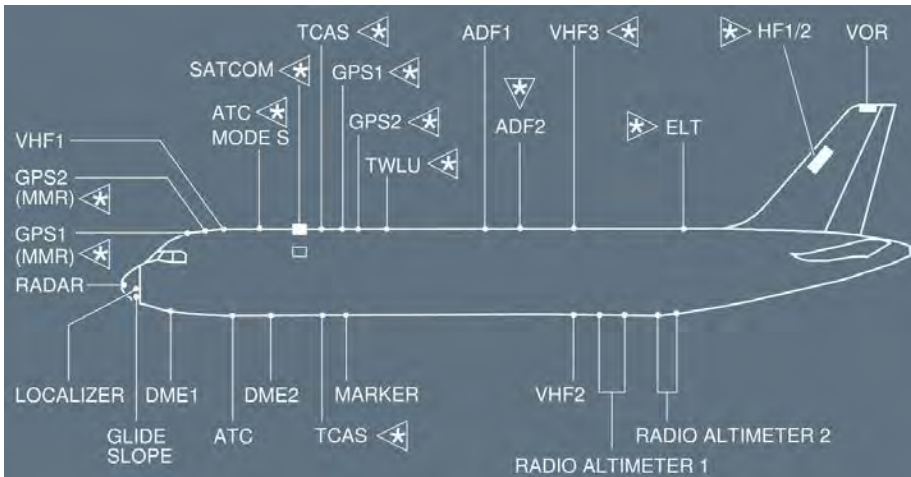 TCAS
ADF1
VHF3
HF1/2
VOR
SATCOM
GPS1
ATC
MODE S
GPS2
ADF2
ELT
VHF1
TWLU
GPS2
(MMR)
GPS1
(MMR)
RADAR
LOCALIZER
DME1
DME2
MARKER
VHF2
GLIDE
SLOPE
ATC
TCAS
RADIO ALTIMETER 2
RADIO ALTIMETER 1